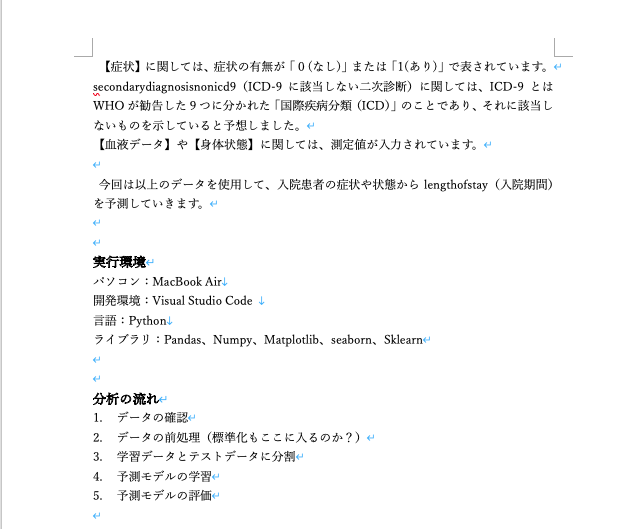 【症状】に関しては、症状の有無が「０(なし)」または「1(あり)」で表されています。
secondarydiagnosisnonicd9（ICD-9 に該当しない二次診断）に関しては、ICD-9 とは
WHO が勧告した９つに分かれた「国際疾病分類（ICD)」のことであり、それに該当し
ないものを示していると予想しました。
【血液データ】や【身体状態】に関しては、測定値が入力されています。
今回は以上のデータを使用して、入院患者の症状や状態から lengthofstay（入院期間）
を予測していきます。
実行環境
パソコン：MacBook Air
開発環境：Visual Studio Code
言語：Python
ライブラリ：Pandas、Numpy、Matplotlib、seaborn、Sklearn
分析の流れ
1. データの確認
2. データの前処理（標準化もここに入るのか？）
3. 学習データとテストデータに分割
4. 予測モデルの学習
5. 予測モデルの評価